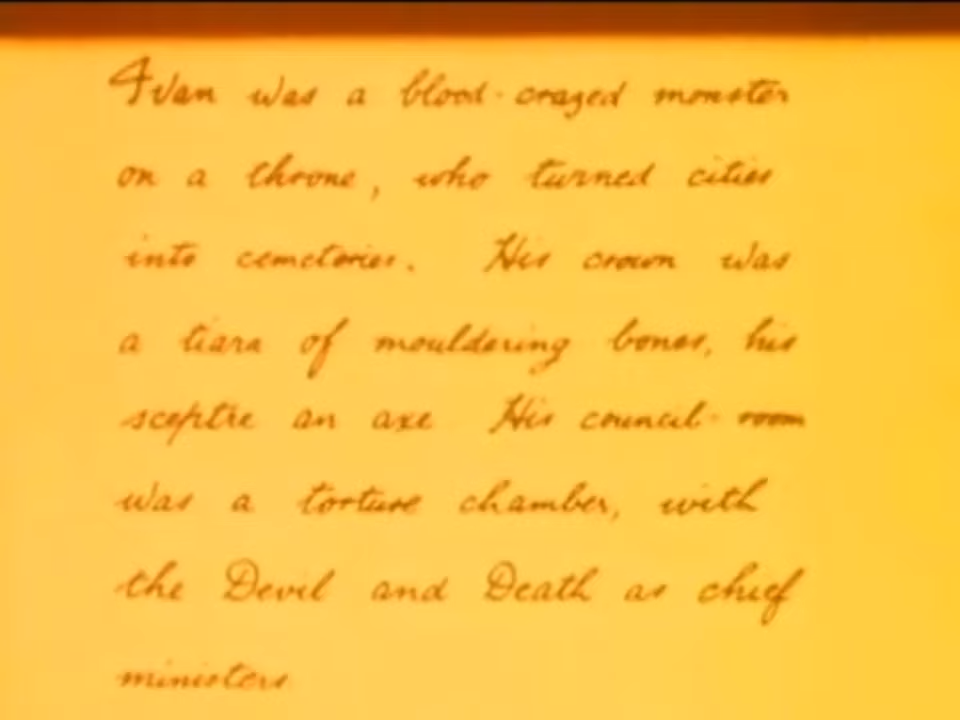 Ivan was a blood-crazed monster
on a throne, who turned cities
into cemeteries. His crown was
a tiara of mouldering bones, his
sceptre an axe His council-room
was a torture chamber, with
the Devil and Death as chief
ministers